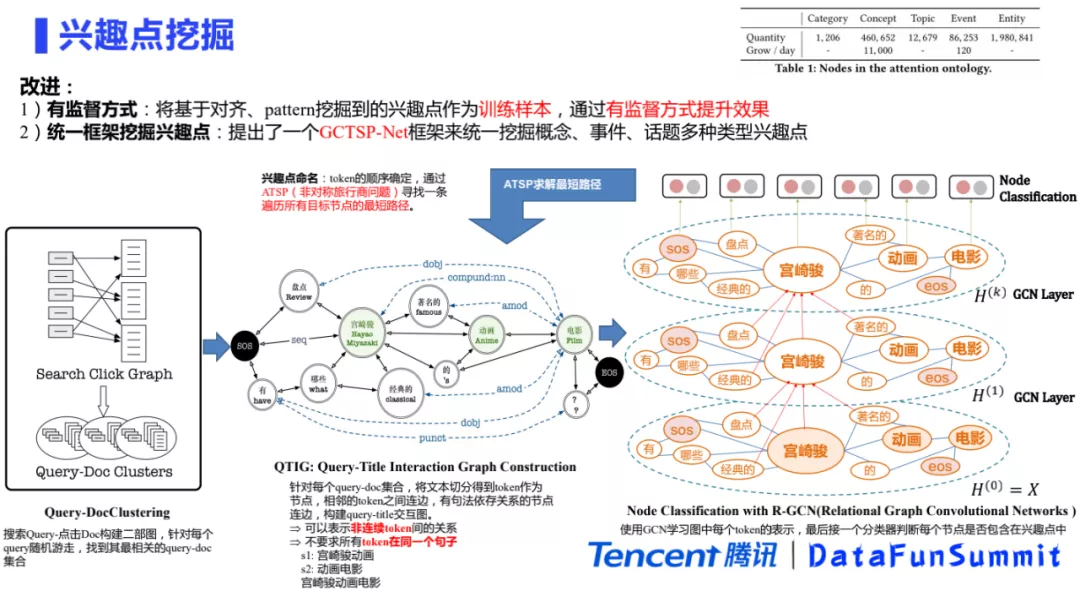 兴趣点挖掘
Category Concept Topic Event Entity
Quantity 1,206 460,652 12,679 86,253 1,980,841
Grow / day - 11,000 - 120 -
Table 1: Nodes in the attention ontology.
改进：
1）有监督方式：将基于对齐、pattern挖掘到的兴趣点作为训练样本，通过有监督方式提升效果
2）统一框架挖掘兴趣点：提出了一个GCTSP-Net框架来统一挖掘概念、事件、话题多种类型兴趣点
Search Click Graph
Query-Doc Clusters
Query-DocClustering
搜索Query-点击Doc构建二部图，针对每个
query随机游走，找到其最相关的query-doc
集合
兴趣点命名：token的顺序确定，通过
ATSP（非对称旅行商问题）寻找一条
遍历所有目标节点的最短路径。
ATSP求解最短路径
dobj
compund:nn
amod
盘点
Review
著名的
famous
宫崎骏
Hayao
Miyazaki
动画
Anime
电影
Film
SOS
seq
EOS
的
's
哪些
what
经典的
classical
有
have
amod
?
?
dobj
punct
QTIG: Query-Title Interaction Graph Construction
针对每个query-doc集合，将文本切分得到token作为
节点，相邻的token之间连边，有句法依存关系的节点
连边，构建query-title交互图。
⇒ 可以表示非连续token间的关系
⇒ 不要求所有token在同一个句子
s1: 宫崎骏动画
s2: 动画电影
宫崎骏动画电影
Node
Classification
sos
盘点
著名的
有
哪些
宫崎骏
动画
电影
经典的
的
eos
H(k) GCN Layer
sos
盘点
著名的
有
哪些
宫崎骏
动画
电影
经典的
的
eos
H(1) GCN Layer
sos
盘点
著名的
有
哪些
宫崎骏
动画
电影
经典的
的
eos
H(0) = X
Node Classification with R-GCN(Relational Graph Convolutional Networks )
使用GCN学习图中每个token的表示，最后接一个分类器判断每个节点是否包含在兴趣点中
Tencent 腾讯 | DataFunSummit